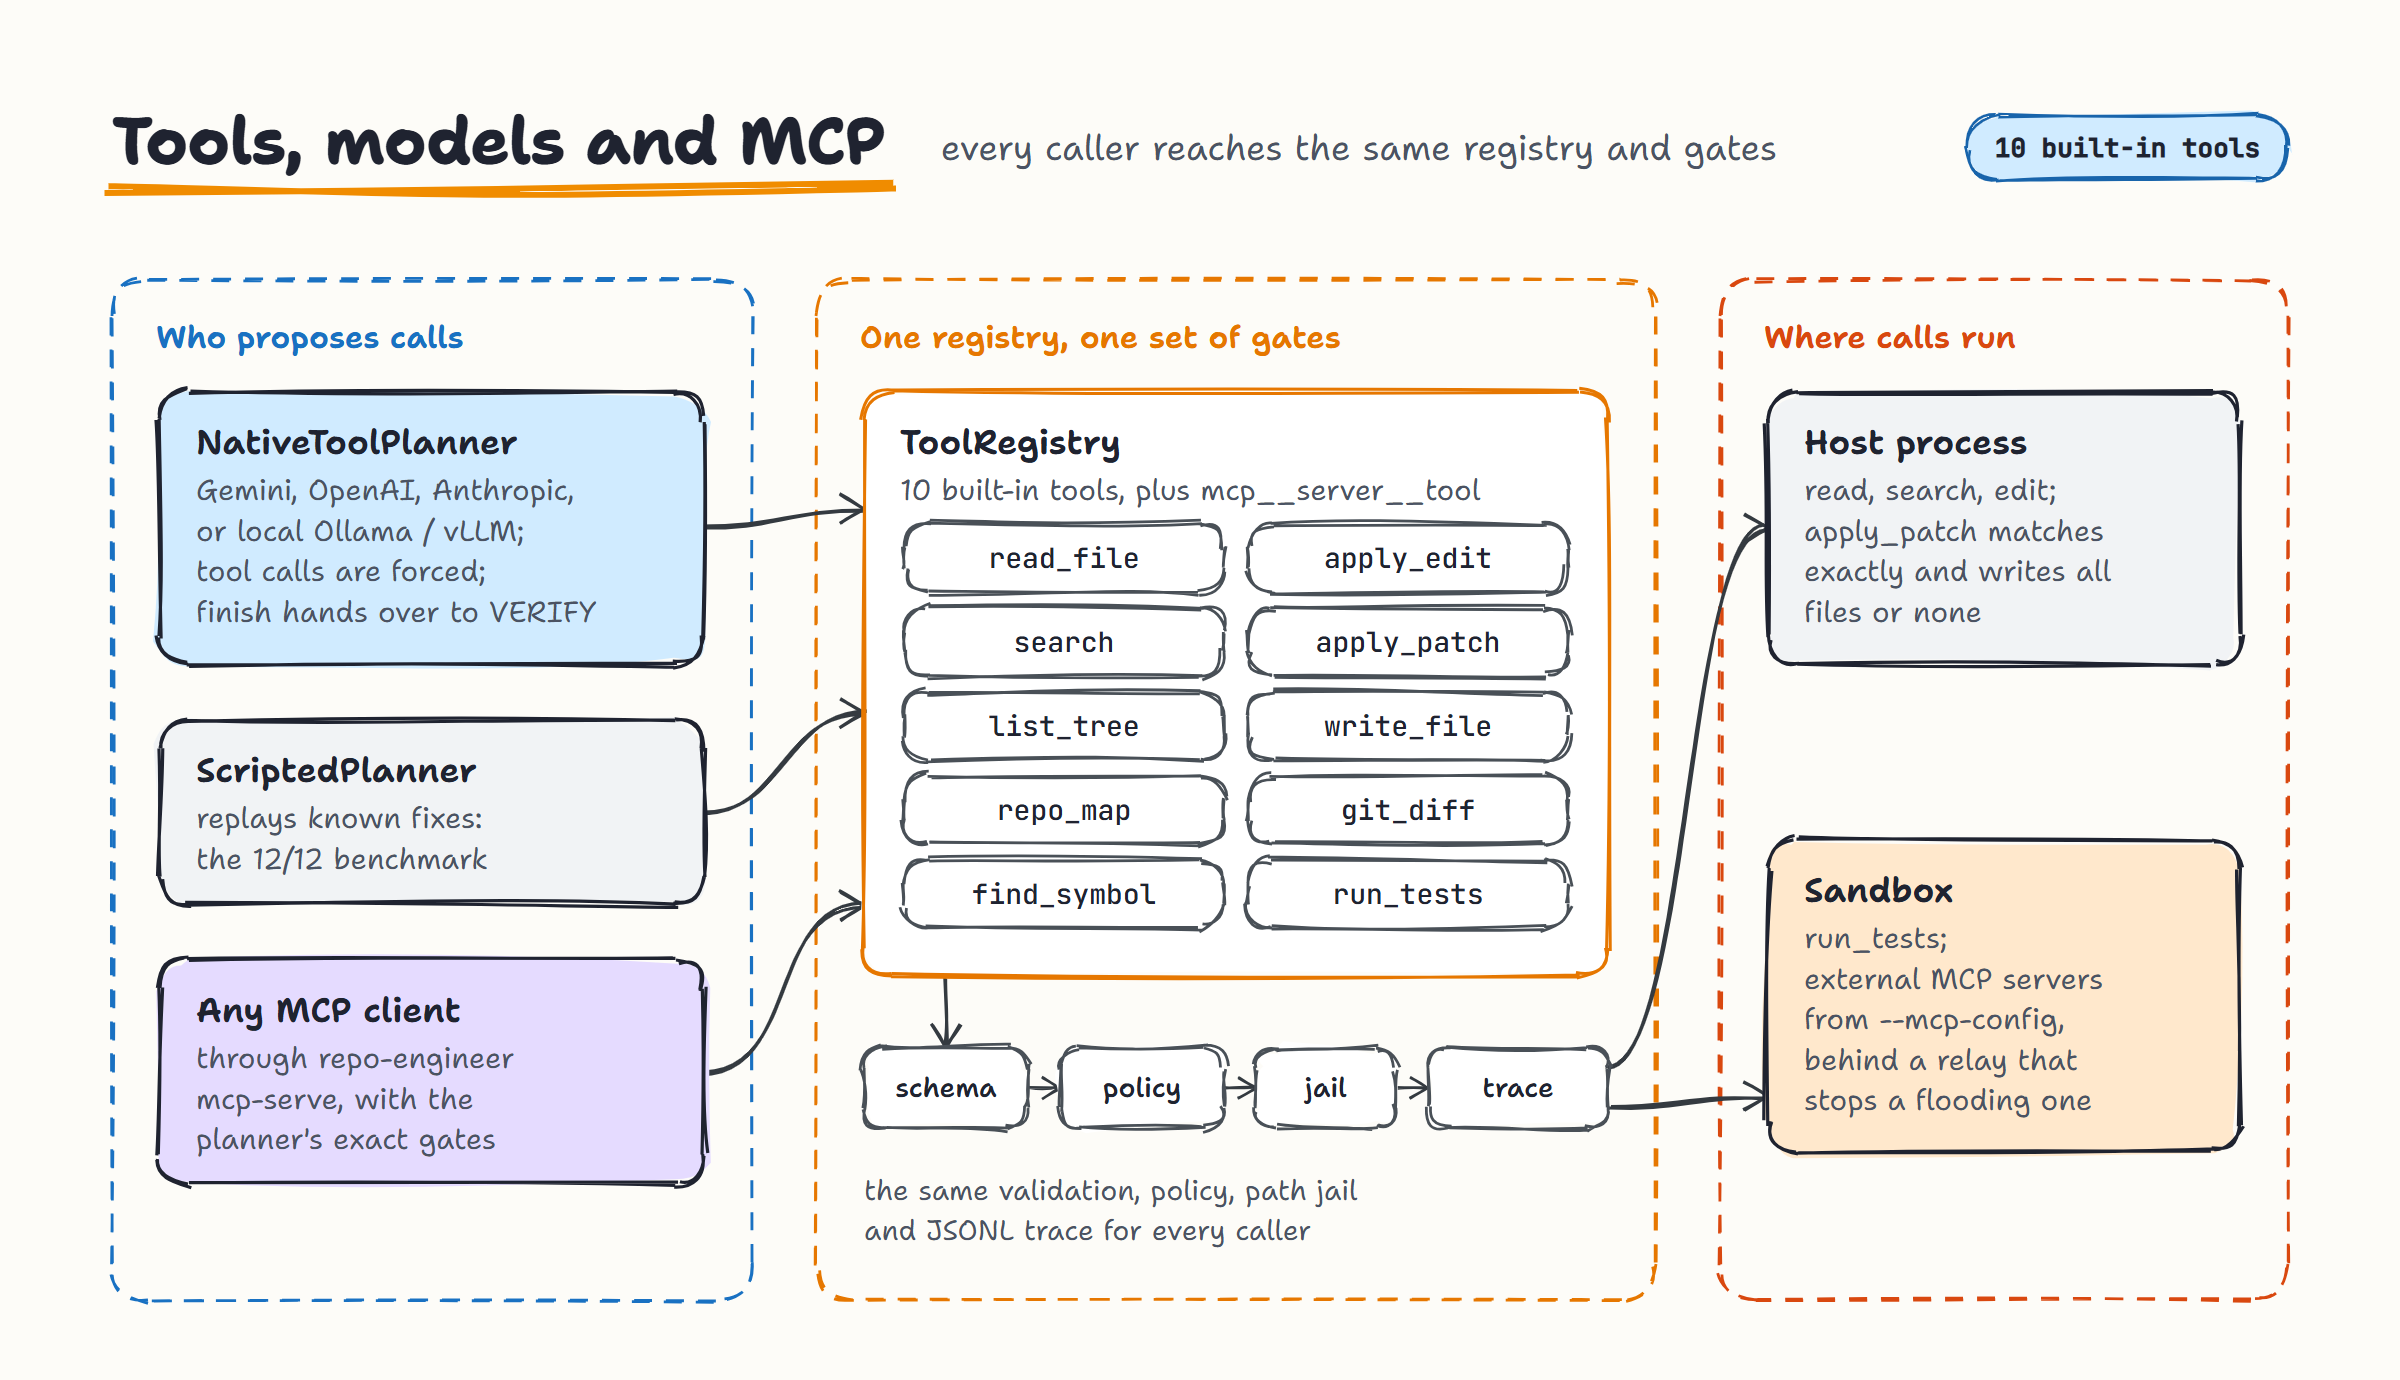 Tools, models and MCP
every caller reaches the same registry and gates
10 built-in tools
Who proposes calls
NativeToolPlanner
Gemini, OpenAI, Anthropic,
or local Ollama / vLLM;
tool calls are forced;
finish hands over to VERIFY
ScriptedPlanner
replays known fixes:
the 12/12 benchmark
Any MCP client
through repo-engineer
mcp-serve, with the
planner's exact gates
One registry, one set of gates
ToolRegistry
10 built-in tools, plus mcp__server__tool
read_file
apply_edit
search
apply_patch
list_tree
write_file
repo_map
git_diff
find_symbol
run_tests
schema
policy
jail
trace
the same validation, policy, path jail
and JSONL trace for every caller
Where calls run
Host process
read, search, edit;
apply_patch matches
exactly and writes all
files or none
Sandbox
run_tests;
external MCP servers
from --mcp-config,
behind a relay that
stops a flooding one